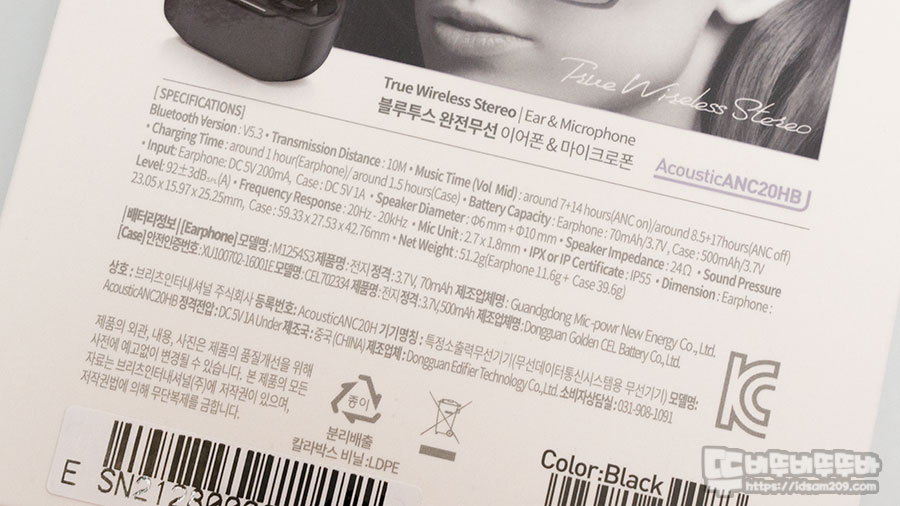 True Wireless Stereo
True Wireless Stereo | Ear & Microphone
블루투스 완전무선 이어폰 & 마이크로폰
AcousticANC20HB
[ SPECIFICATIONS]
Bluetooth Version : V5.3 • Transmission Distance : 10M • Music Time (Vol Mid) : around 7+14 hours(ANC on)/around 8.5+17hours(ANC off)
• Charging Time : around 1 hour(Earphone)/ around 1.5 hours(Case) • Battery Capacity : Earphone : 70mAh/3.7V , Case : 500mAh/3.7V
• Input: Earphone: DC 5V 200mA, Case : DC 5V 1A • Speaker Diameter : Φ6 mm + Φ10 mm • Speaker Impedance : 24Ω • Sound Pressure
Level: 92±3dB SPL (A) • Frequency Response : 20Hz - 20kHz • Mic Unit : 2.7 x 1.8mm • IPX or IP Certificate : IP55 • Dimension : Earphone :
23.05 x 15.97 x 25.25mm, Case : 59.33 x 27.53 x 42.76mm • Net Weight : 51.2g(Earphone 11.6g + Case 39.6g)
[배터리정보] [Earphone] 모델명 : M1254S3 제품명 : 전지 정격 : 3.7V, 70mAh 제조업체명 : Guangdgdong Mic-powr New Energy Co., Ltd.
[Case] 안전인증번호 : XU100702-16001E 모델명 : CEL702334 제품명 : 전지 정격 : 3.7V,500mAh 제조업체명 : Dongguan Golden CEL Battery Co., Ltd.
상호 : 브리츠인터내셔널 주식회사 등록번호: AcousticANC20H 기기명칭 : 특정소출력무선기기(무선데이터통신시스템용 무선기기) 모델명:
AcousticANC20HB 정격전압 : DC 5V 1A Under 제조국 : 중국 (CHINA) 제조업체 : Dongguan Edifier Technology Co., Ltd. 소비자상담실 : 031-908-1091
제품의 외관, 내용, 사진은 제품의 품질개선을 위해
사전에 예고없이 변경될 수 있습니다. 본 제품의 모든
자료는 브리츠인터내셔널(주)에 저작권이 있으며,
저작권법에 의해 무단복제를 금합니다.
종이
분리배출
칼라박스 비닐 :LDPE
E
Color:Black
뚜비뚜비뚜뚜바
https://idsam209.com